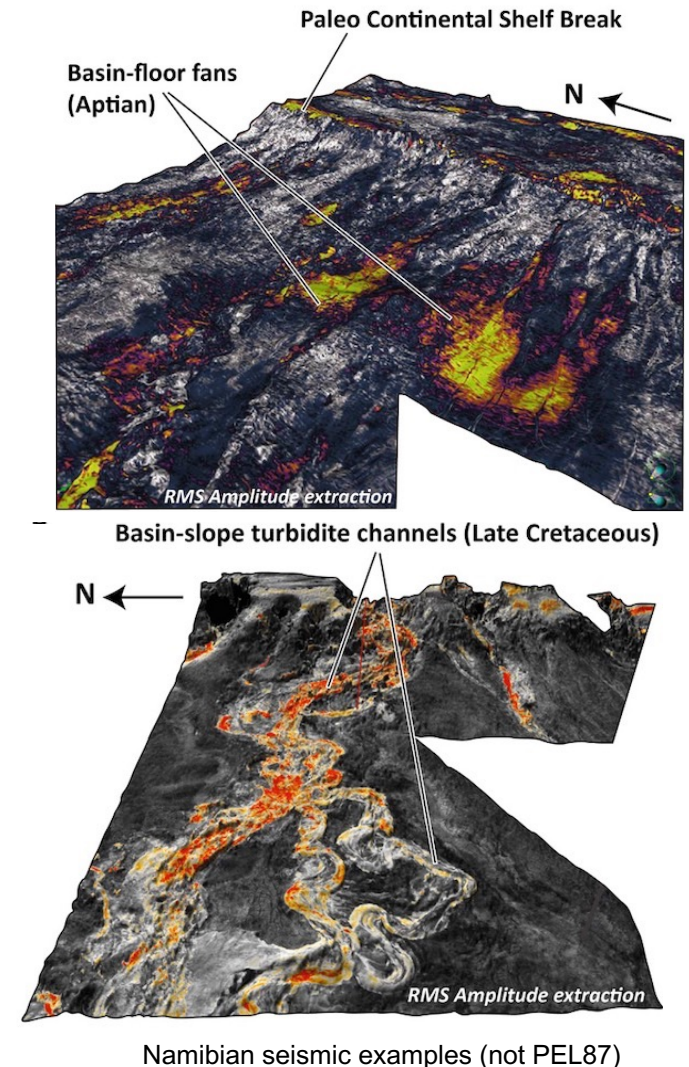 Paleo Continental Shelf Break
Basin-floor fans
(Aptian)
N
RMS Amplitude extraction
Basin-slope turbidite channels (Late Cretaceous)
N
RMS Amplitude extraction
Namibian seismic examples (not PEL87)